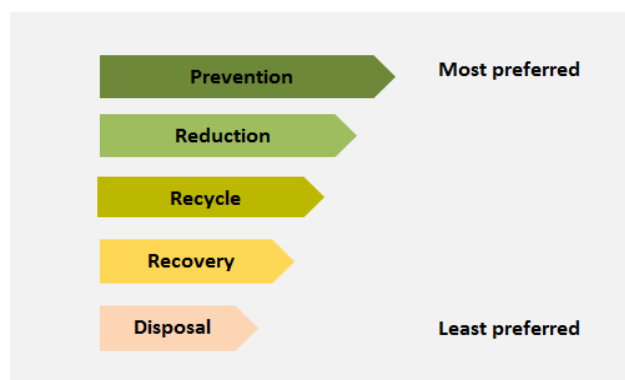 Prevention
Most preferred
Reduction
Recycle
Recovery
Disposal
Least preferred